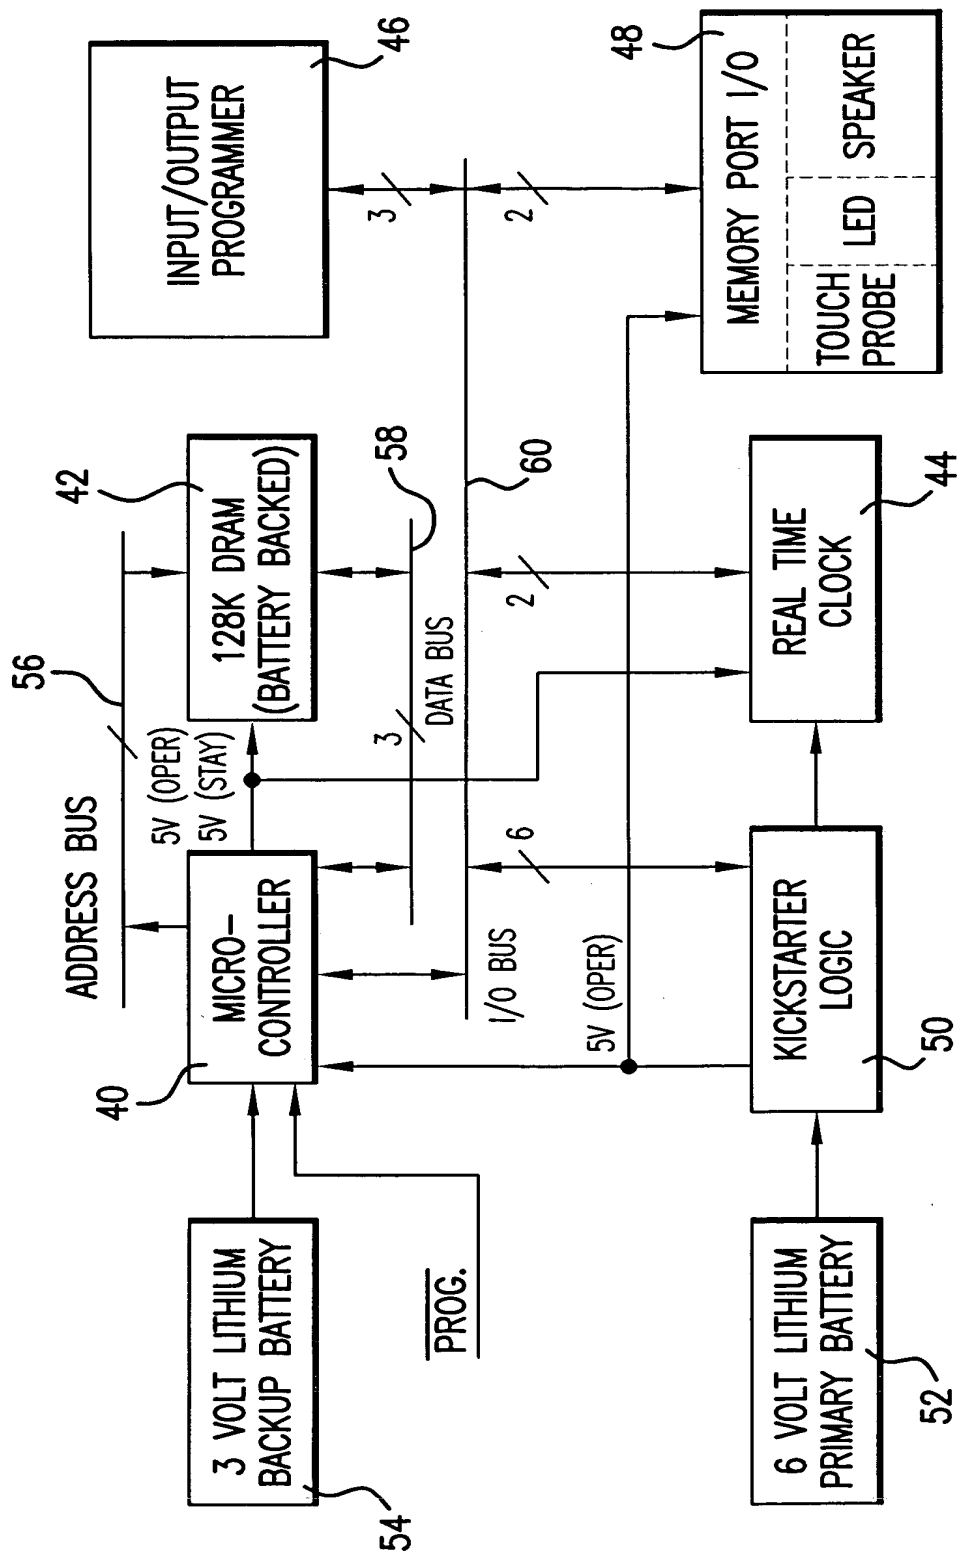 56
ADDRESS BUS
5V (OPER)
5V (STAY)
42
128K DRAM
(BATTERY BACKED)
INPUT/OUTPUT
PROGRAMMER
46
40
MICRO-
CONTROLLER
3 VOLT LITHIUM
BACKUP BATTERY
54
PROG.
3
DATA BUS
58
I/O BUS
60
3
2
6
2
5V (OPER)
6 VOLT LITHIUM
PRIMARY BATTERY
52
KICKSTARTER
LOGIC
50
REAL TIME
CLOCK
44
48
MEMORY PORT I/O
TOUCH
PROBE
LED
SPEAKER